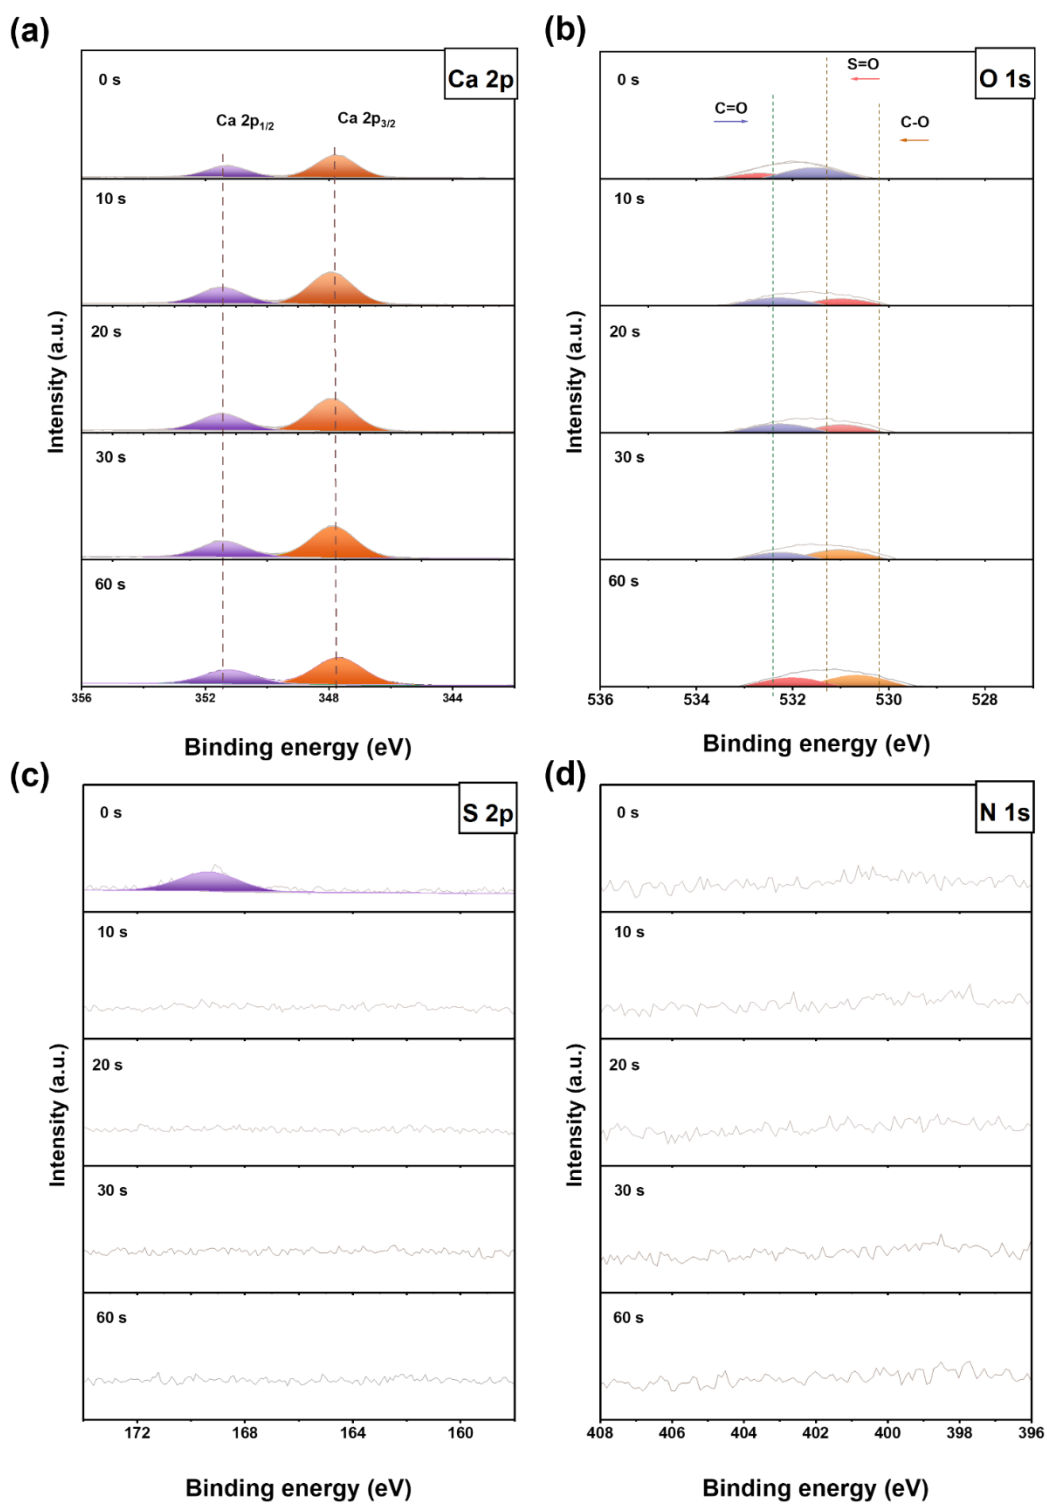 (a)
Ca 2p
0 s
Ca 2p1/2
Ca 2p3/2
10 s
20 s
30 s
60 s
Intensity (a.u.)
356
352
348
344
Binding energy (eV)
(b)
O 1s
0 s
S=O
C=O
C-O
10 s
20 s
30 s
60 s
Intensity (a.u.)
536
534
532
530
528
Binding energy (eV)
(c)
S 2p
0 s
10 s
20 s
30 s
60 s
Intensity (a.u.)
172
168
164
160
Binding energy (eV)
(d)
N 1s
0 s
10 s
20 s
30 s
60 s
Intensity (a.u.)
408
406
404
402
400
398
396
Binding energy (eV)